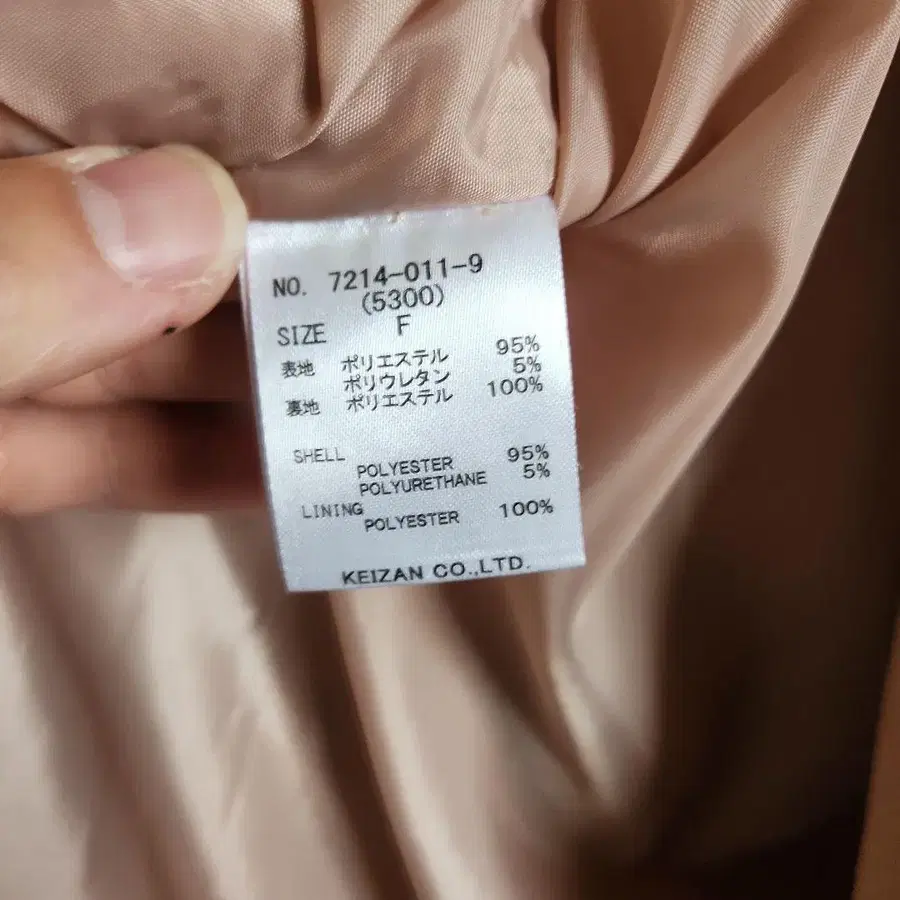 NO. 7214-011-9
(5300)
SIZE F
表地 ポリエステル 95%
ポリウレタン 5%
裏地 ポリエステル 100%
SHELL
POLYESTER 95%
POLYURETHANE 5%
LINING
POLYESTER 100%
KEIZAN CO.,LTD.